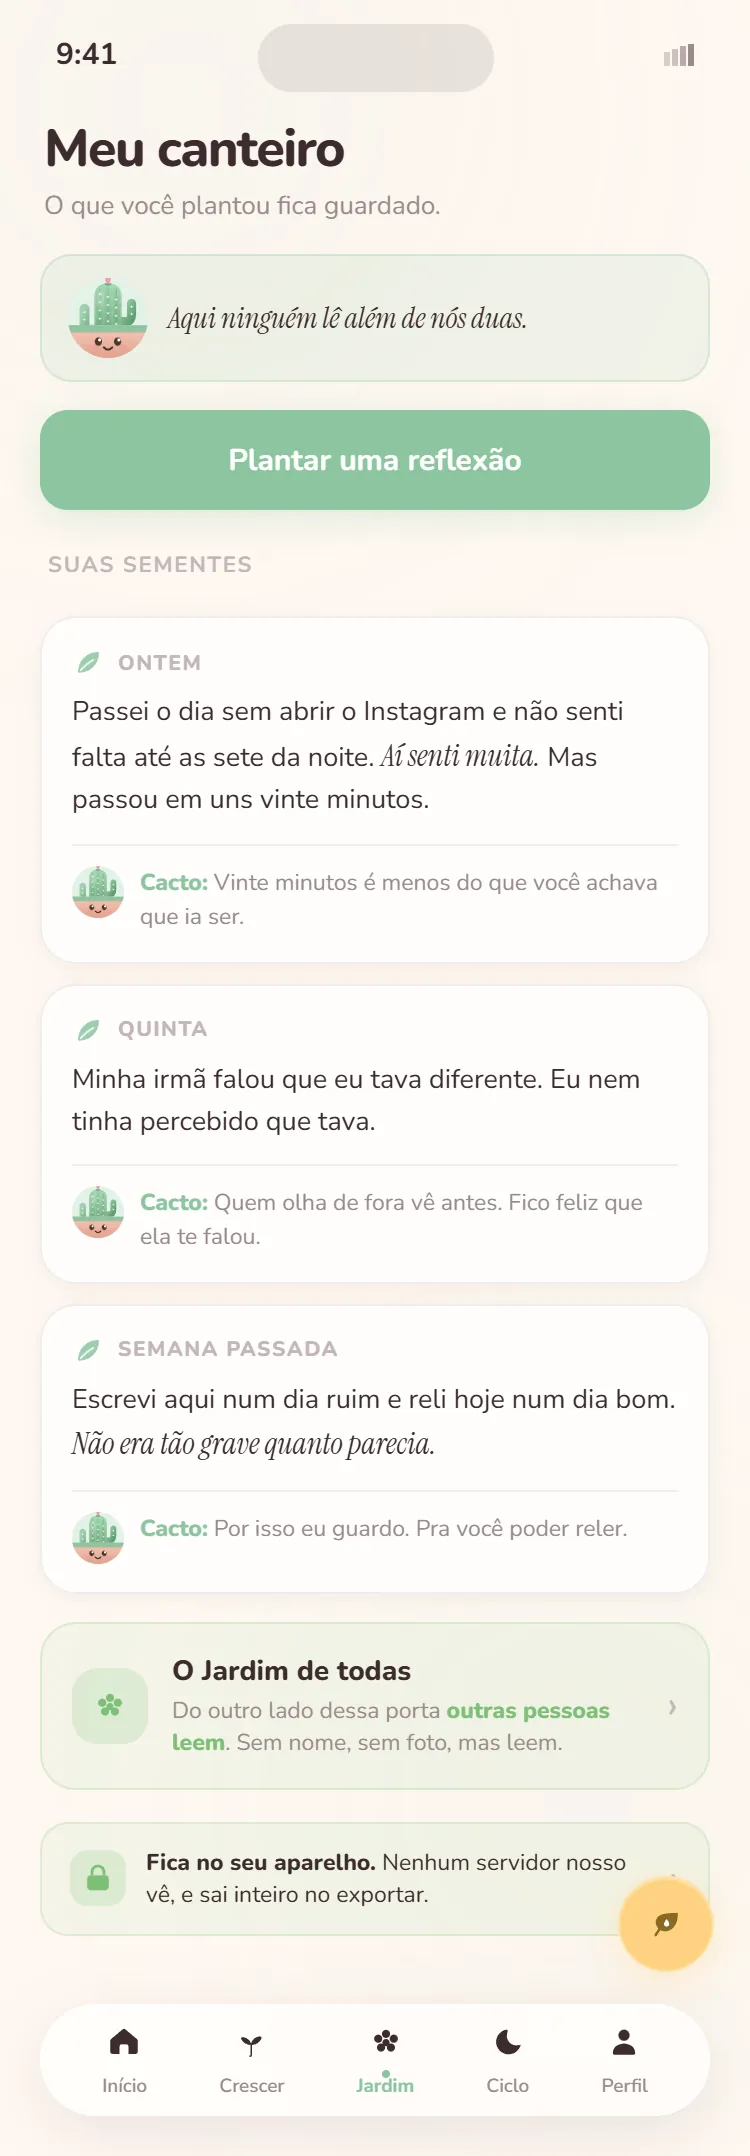 9:41
Meu canteiro
O que você plantou fica guardado.
Aqui ninguém lê além de nós duas.
Plantar uma reflexão
SUAS SEMENTES
ONTEM
Passei o dia sem abrir o Instagram e não senti
falta até as sete da noite. Aí senti muita. Mas
passou em uns vinte minutos.
Cacto: Vinte minutos é menos do que você achava
que ia ser.
QUINTA
Minha irmã falou que eu tava diferente. Eu nem
tinha percebido que tava.
Cacto: Quem olha de fora vê antes. Fico feliz que
ela te falou.
SEMANA PASSADA
Escrevi aqui num dia ruim e reli hoje num dia bom.
Não era tão grave quanto parecia.
Cacto: Por isso eu guardo. Pra você poder reler.
O Jardim de todas
Do outro lado dessa porta outras pessoas
leem. Sem nome, sem foto, mas leem.
Fica no seu aparelho. Nenhum servidor nosso
vê, e sai inteiro no exportar.
Início
Crescer
Jardim
Ciclo
Perfil